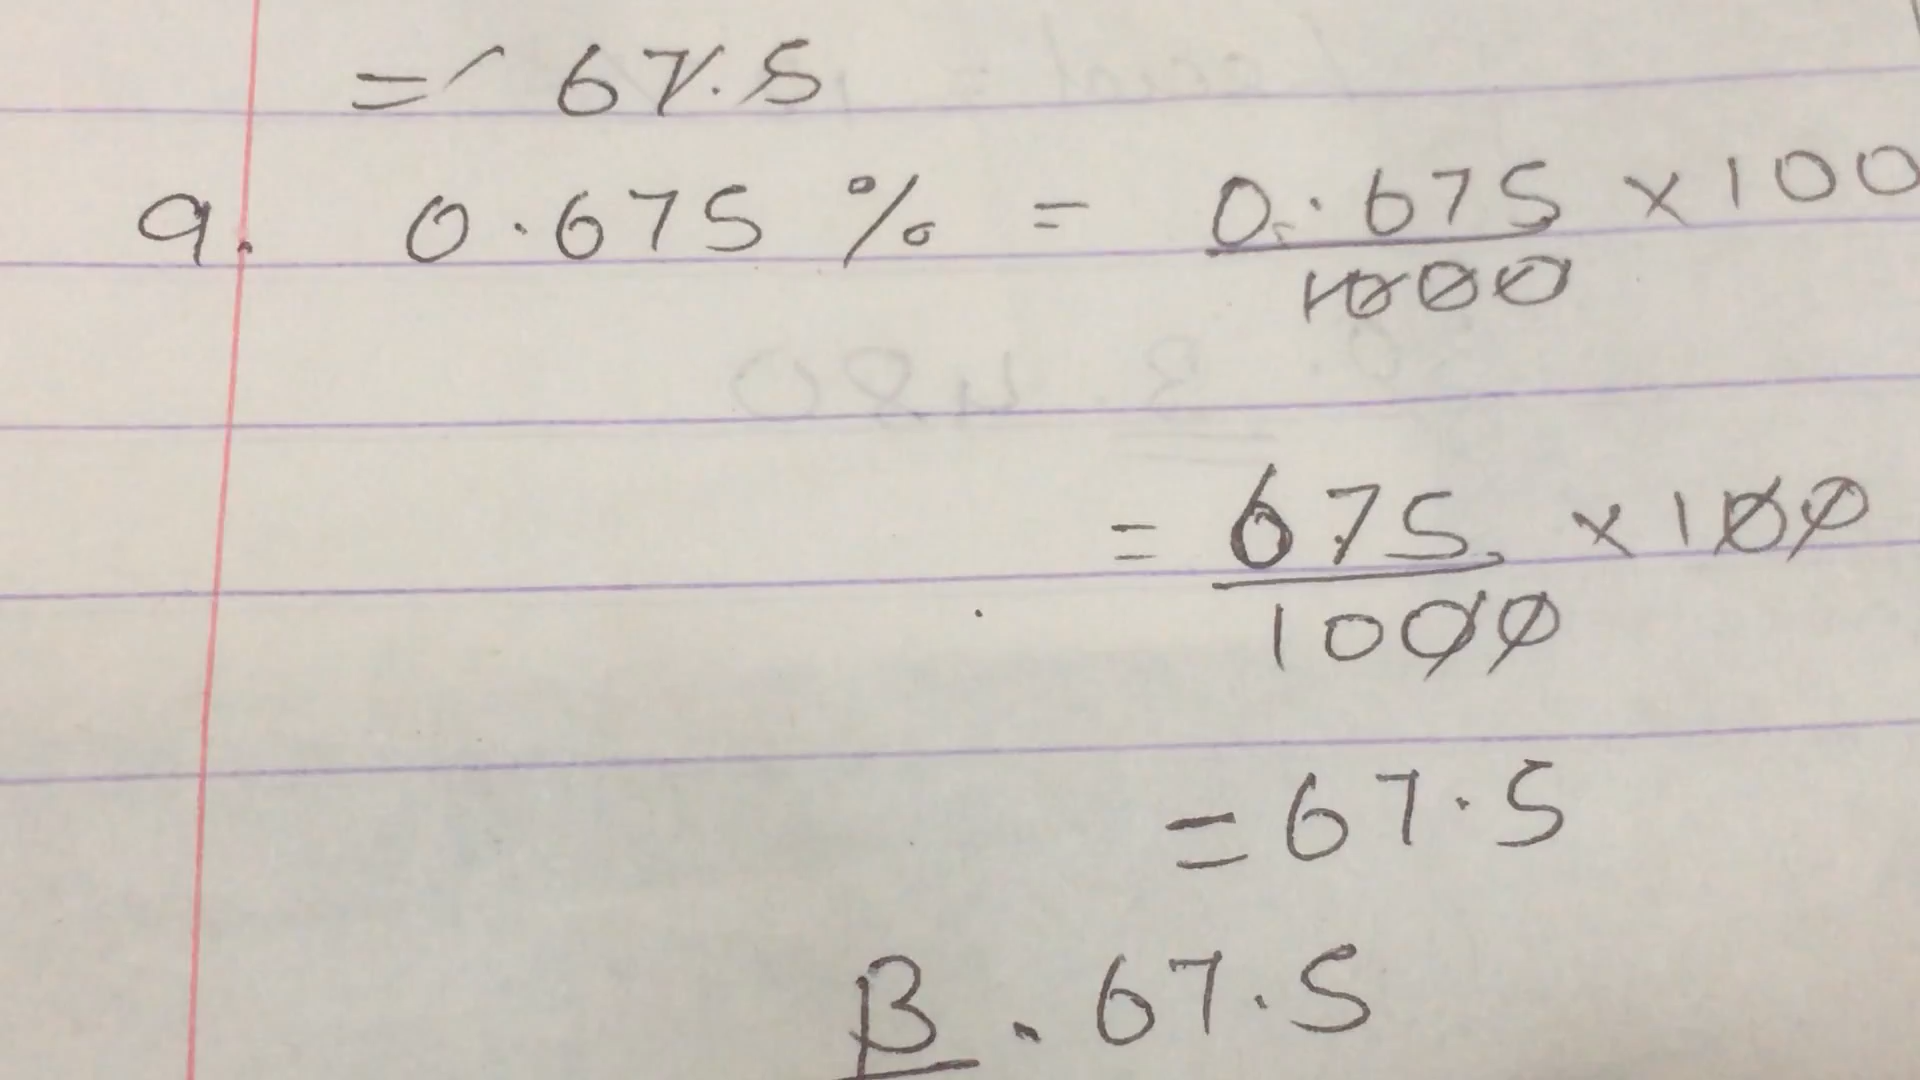 = 67.5
9. 0.675 % = 0.675 × 100
1000
= 675 × 100
1000
= 67.5
B. 67.5